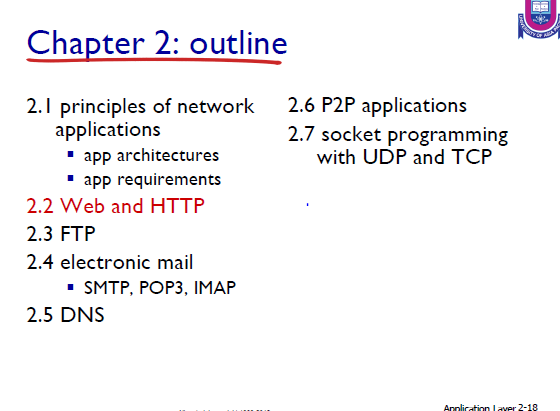 Chapter 2: outline
2.1 principles of network
applications
▪ app architectures
▪ app requirements
2.2 Web and HTTP
2.3 FTP
2.4 electronic mail
▪ SMTP, POP3, IMAP
2.5 DNS
2.6 P2P applications
2.7 socket programming
with UDP and TCP
Application Layer 2-18